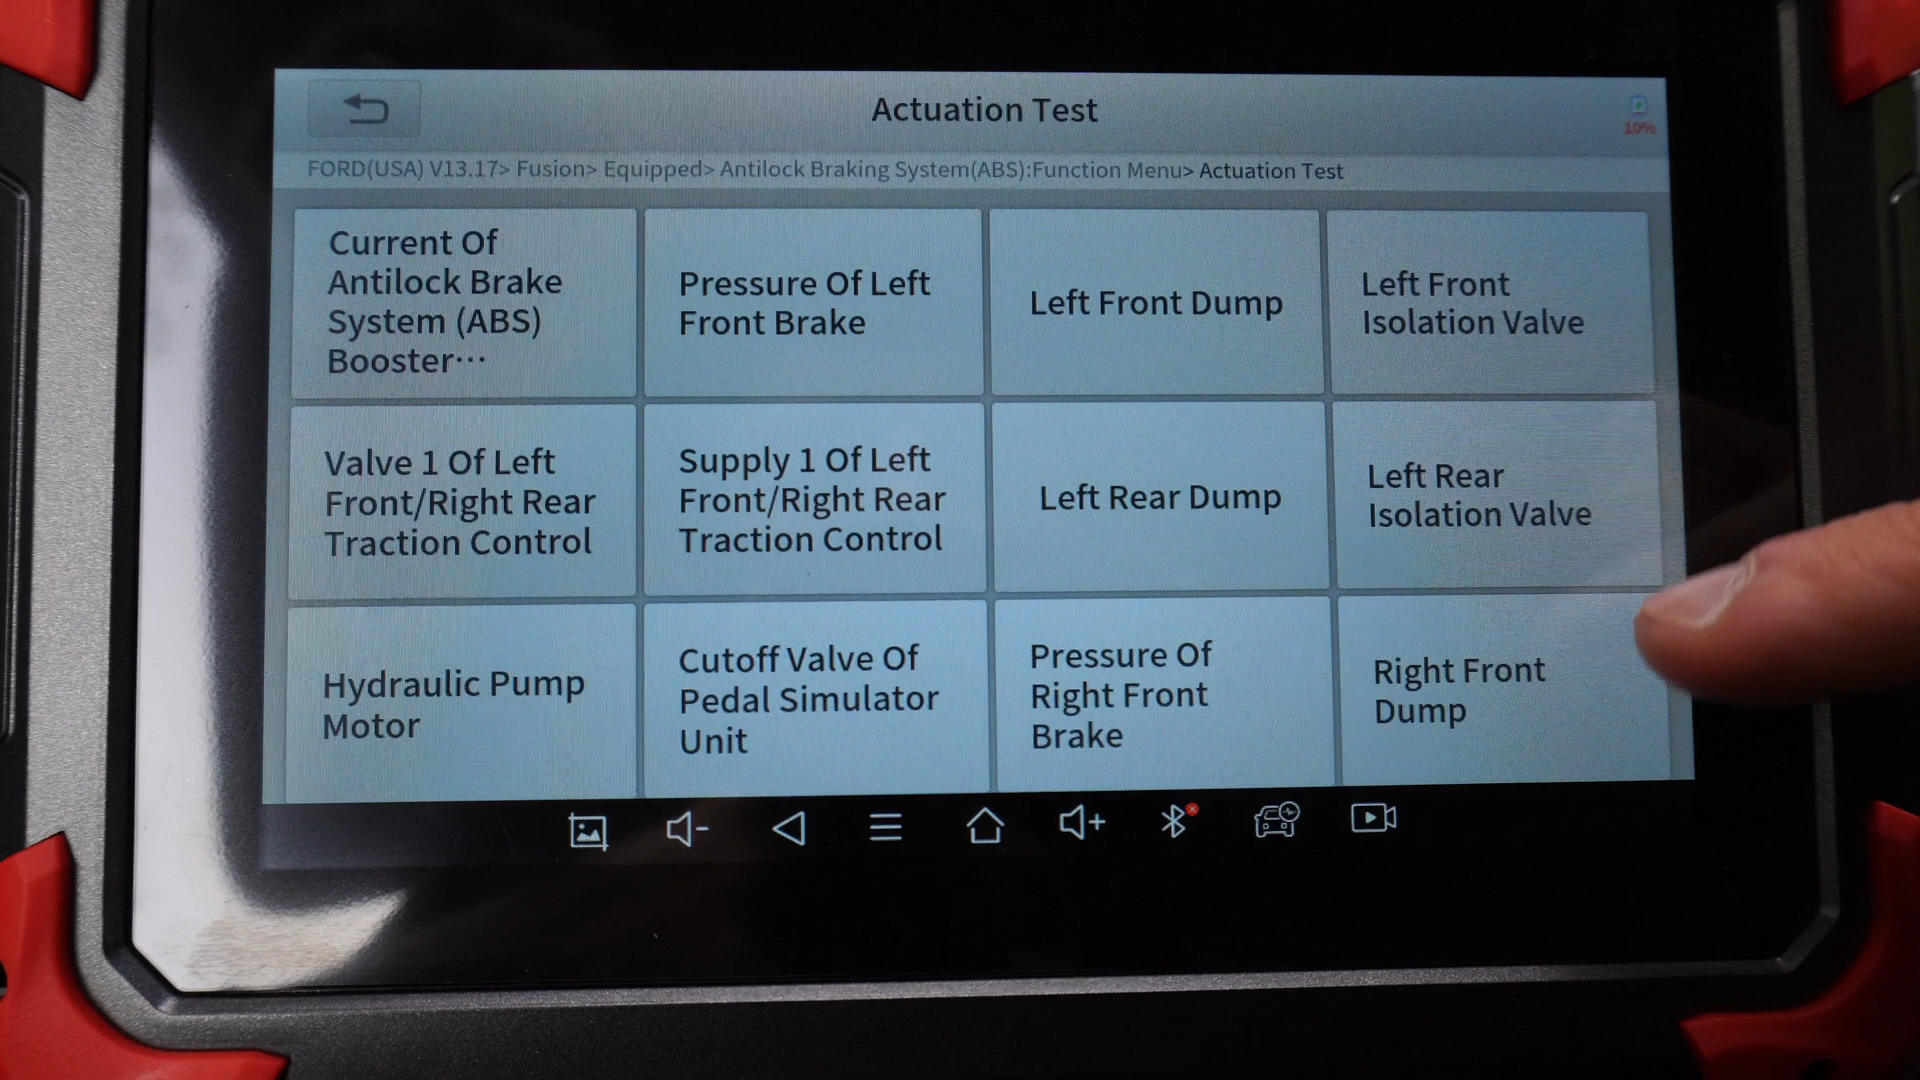 Actuation Test
10%
FORD(USA) V13.17> Fusion> Equipped> Antilock Braking System(ABS):Function Menu> Actuation Test
Current Of
Antilock Brake
System (ABS)
Booster···
Pressure Of Left
Front Brake
Left Front Dump
Left Front
Isolation Valve
Valve 1 Of Left
Front/Right Rear
Traction Control
Supply 1 Of Left
Front/Right Rear
Traction Control
Left Rear Dump
Left Rear
Isolation Valve
Hydraulic Pump
Motor
Cutoff Valve Of
Pedal Simulator
Unit
Pressure Of
Right Front
Brake
Right Front
Dump